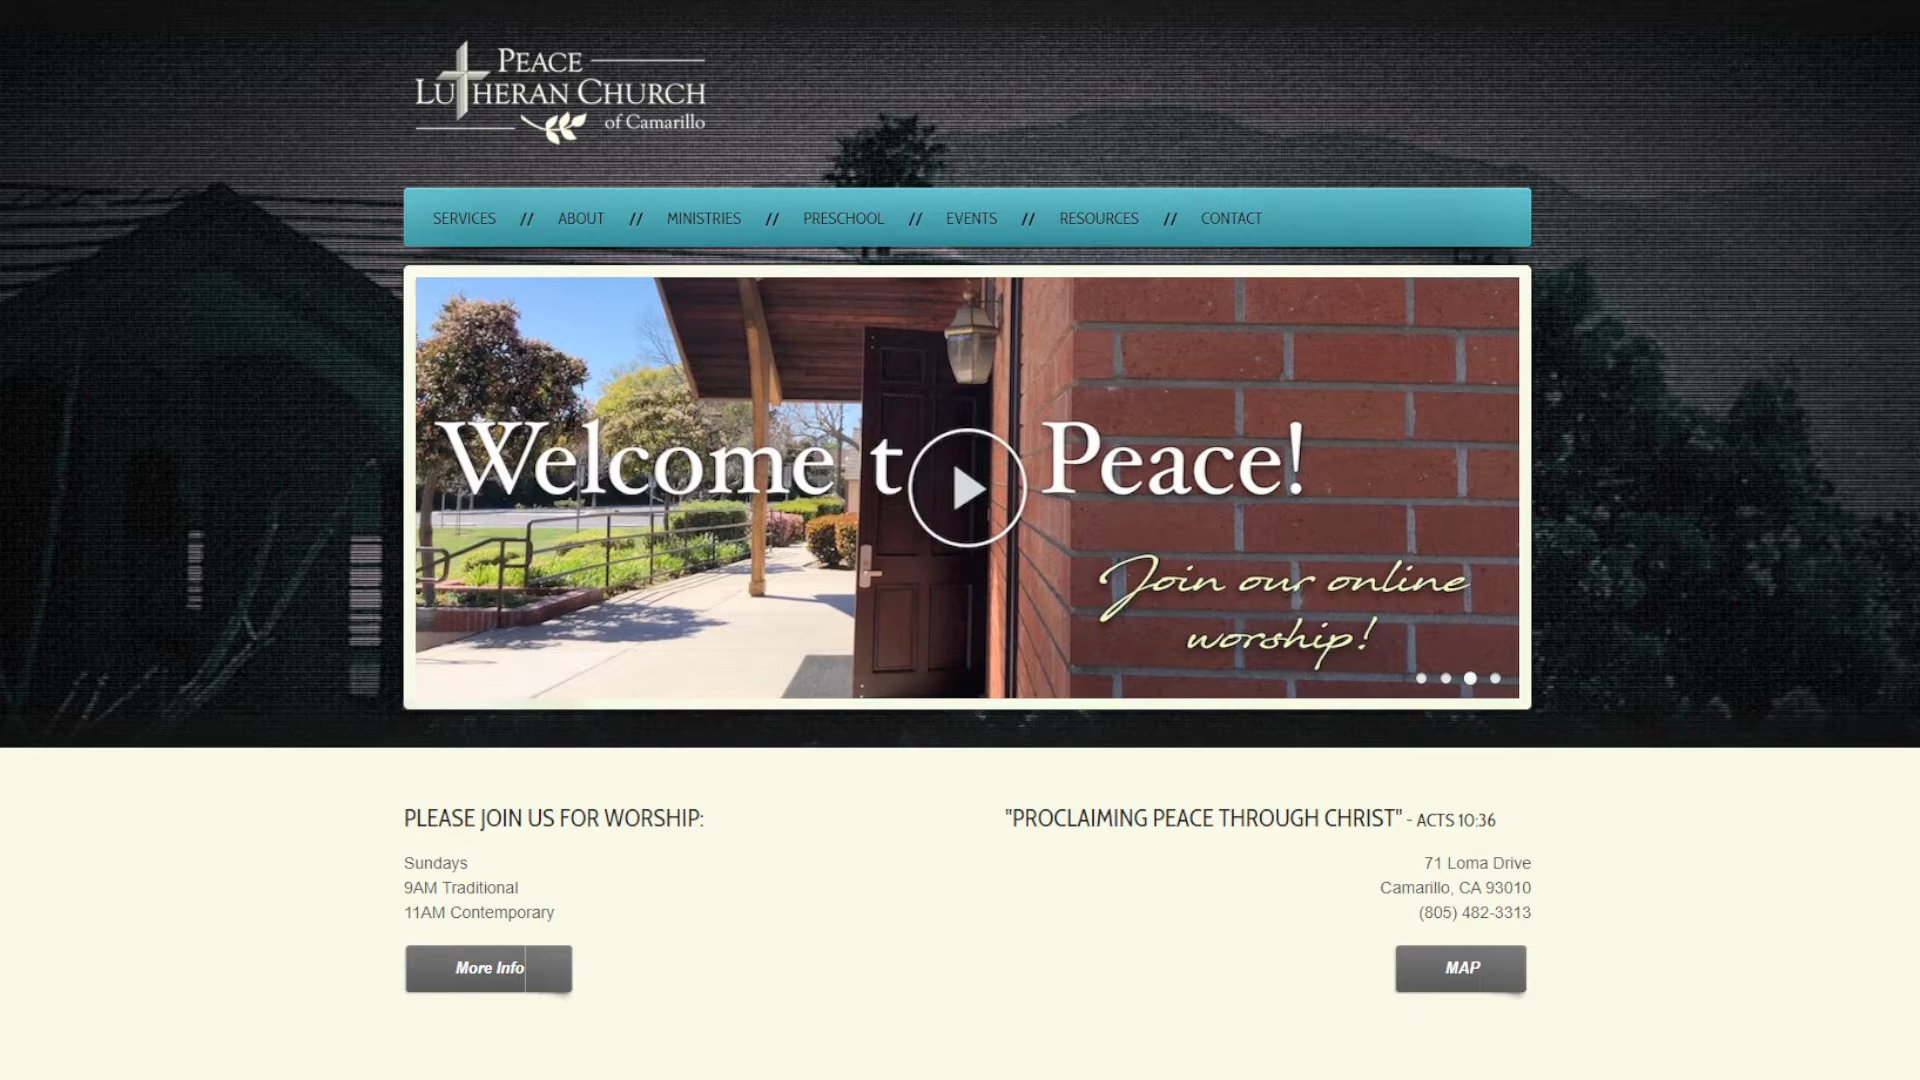 PEACE
LUTHERAN CHURCH
of Camarillo
SERVICES // ABOUT // MINISTRIES // PRESCHOOL // EVENTS // RESOURCES // CONTACT
Welcome t Peace!
Join our online
worship!
PLEASE JOIN US FOR WORSHIP:
Sundays
9AM Traditional
11AM Contemporary
More Info
"PROCLAIMING PEACE THROUGH CHRIST" - ACTS 10:36
71 Loma Drive
Camarillo, CA 93010
(805) 482-3313
MAP